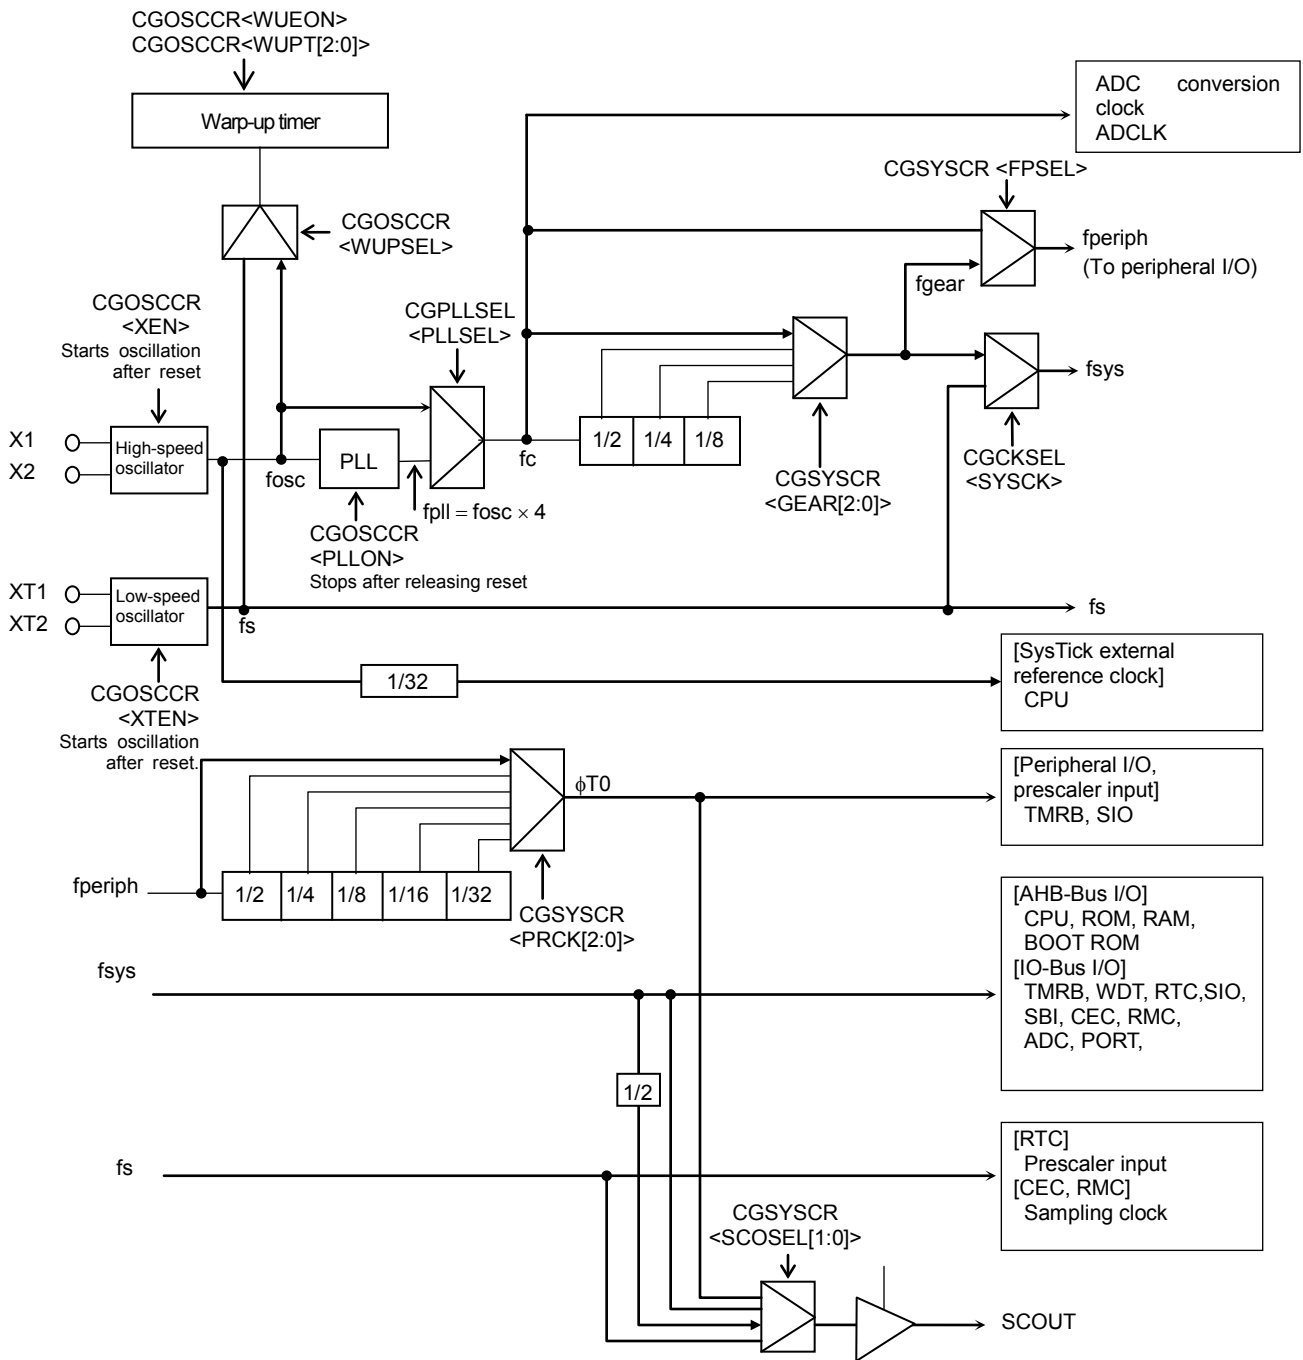 CGOSCCR<WUEON>
CGOSCCR<WUPT[2:0]>
Warp-up timer
ADC conversion
clock
ADCLK
CGSYSCR <FPSEL>
CGOSCCR
<WUPSEL>
fperiph
(To peripheral I/O)
fgear
CGOSCCR
<XEN>
Starts oscillation
after reset
CGPLLSEL
<PLLSEL>
fsys
X1
X2
High-speed
oscillator
fosc
PLL
fc
1/2
1/4
1/8
CGSYSCR
<GEAR[2:0]>
CGCKSEL
<SYSCK>
fpll = fosc × 4
CGOSCCR
<PLLON>
Stops after releasing reset
XT1
XT2
Low-speed
oscillator
fs
fs
CGOSCCR
<XTEN>
Starts oscillation
after reset.
1/32
[SysTick external
reference clock]
CPU
ϕT0
[Peripheral I/O,
prescaler input]
TMRB, SIO
fperiph
1/2
1/4
1/8
1/16
1/32
CGSYSCR
<PRCK[2:0]>
[AHB-Bus I/O]
CPU, ROM, RAM,
BOOT ROM
[IO-Bus I/O]
TMRB, WDT, RTC,SIO,
SBI, CEC, RMC,
ADC, PORT,
fsys
1/2
fs
[RTC]
Prescaler input
[CEC, RMC]
Sampling clock
CGSYSCR
<SCOSEL[1:0]>
SCOUT